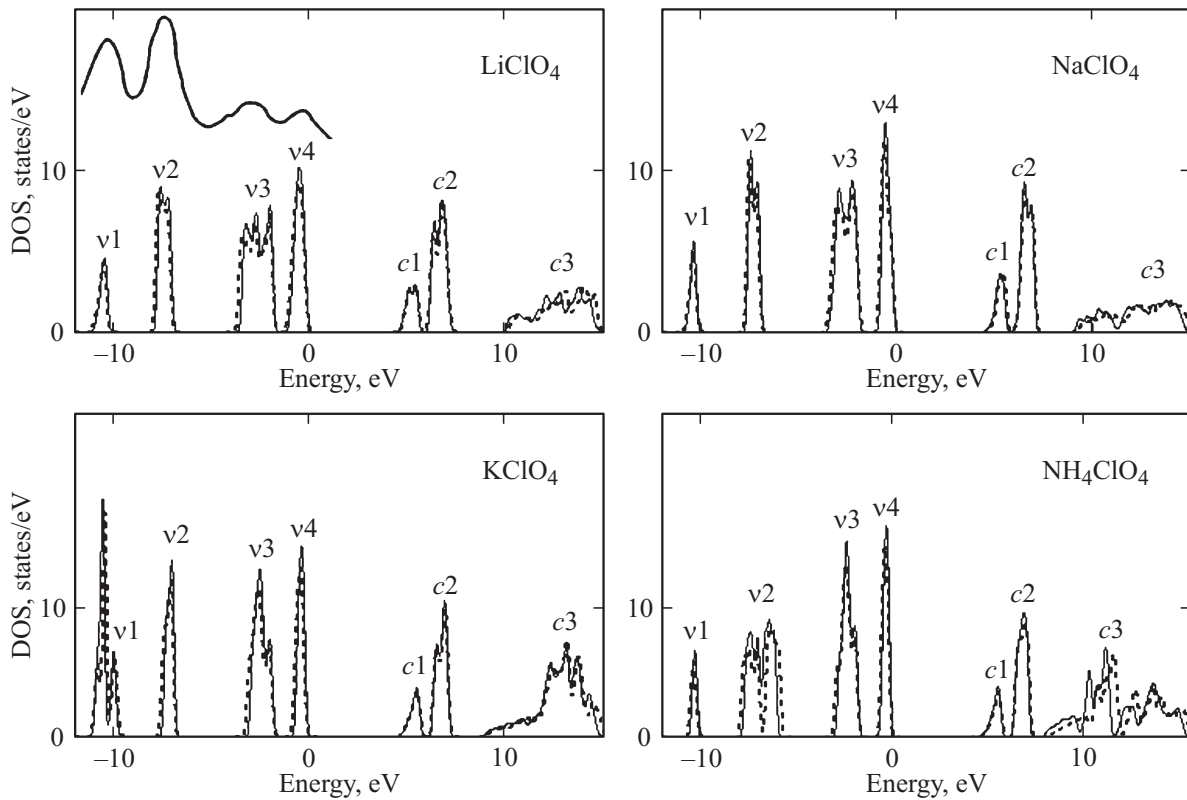 LiClO₄
DOS, states/eV
10
0
ν1
ν2
ν3
ν4
c1
c2
c3
–10
0
10
Energy, eV
NaClO₄
10
0
ν1
ν2
ν3
ν4
c1
c2
c3
–10
0
10
Energy, eV
KClO₄
DOS, states/eV
10
0
ν1
ν2
ν3
ν4
c1
c2
c3
–10
0
10
Energy, eV
NH₄ClO₄
10
0
ν1
ν2
ν3
ν4
c1
c2
c3
–10
0
10
Energy, eV